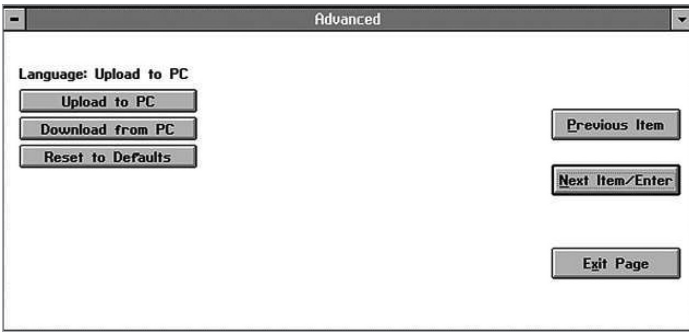 Advanced
Language: Upload to PC
Upload to PC
Download from PC
Reset to Defaults
Previous Item
Next Item/Enter
Exit Page